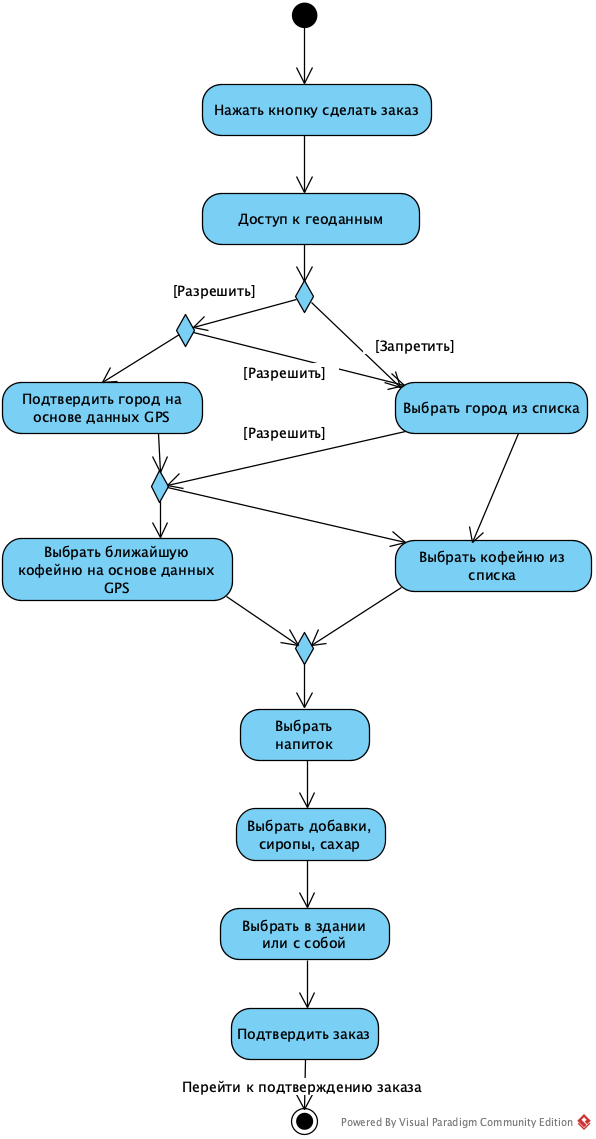 Нажать кнопку сделать заказ
Доступ к геоданным
[Разрешить]
[Запретить]
[Разрешить]
Подтвердить город на
основе данных GPS
Выбрать город из списка
[Разрешить]
Выбрать ближайшую
кофейню на основе данных
GPS
Выбрать кофейню из
списка
Выбрать
напиток
Выбрать добавки,
сиропы, сахар
Выбрать в здании
или с собой
Подтвердить заказ
Перейти к подтверждению заказа
Powered By Visual Paradigm Community Edition